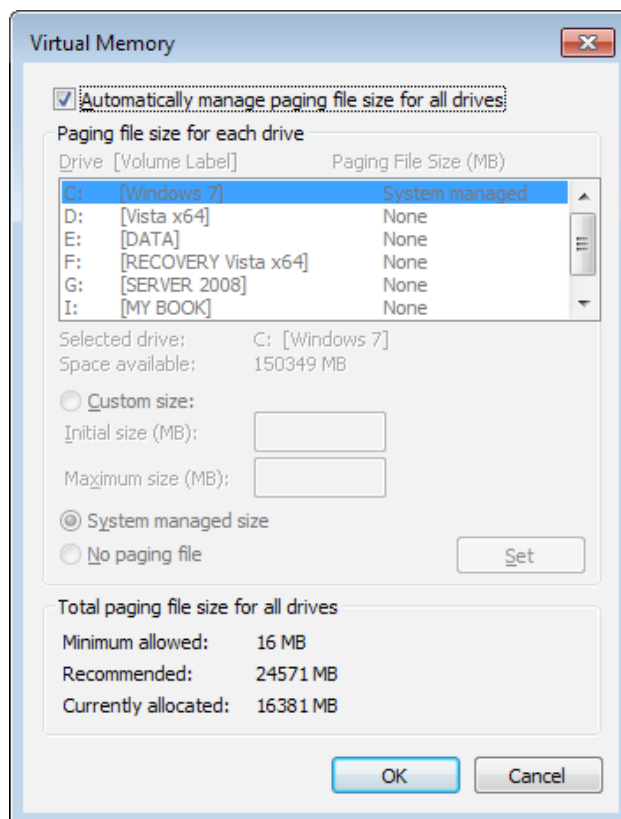 Virtual Memory
Automatically manage paging file size for all drives
Paging file size for each drive
Drive [Volume Label] Paging File Size (MB)
C: [Windows 7] System managed
D: [Vista x64] None
E: [DATA] None
F: [RECOVERY Vista x64] None
G: [SERVER 2008] None
I: [MY BOOK] None
Selected drive: C: [Windows 7]
Space available: 150349 MB
Custom size:
Initial size (MB):
Maximum size (MB):
System managed size
No paging file
Set
Total paging file size for all drives
Minimum allowed: 16 MB
Recommended: 24571 MB
Currently allocated: 16381 MB
OK Cancel